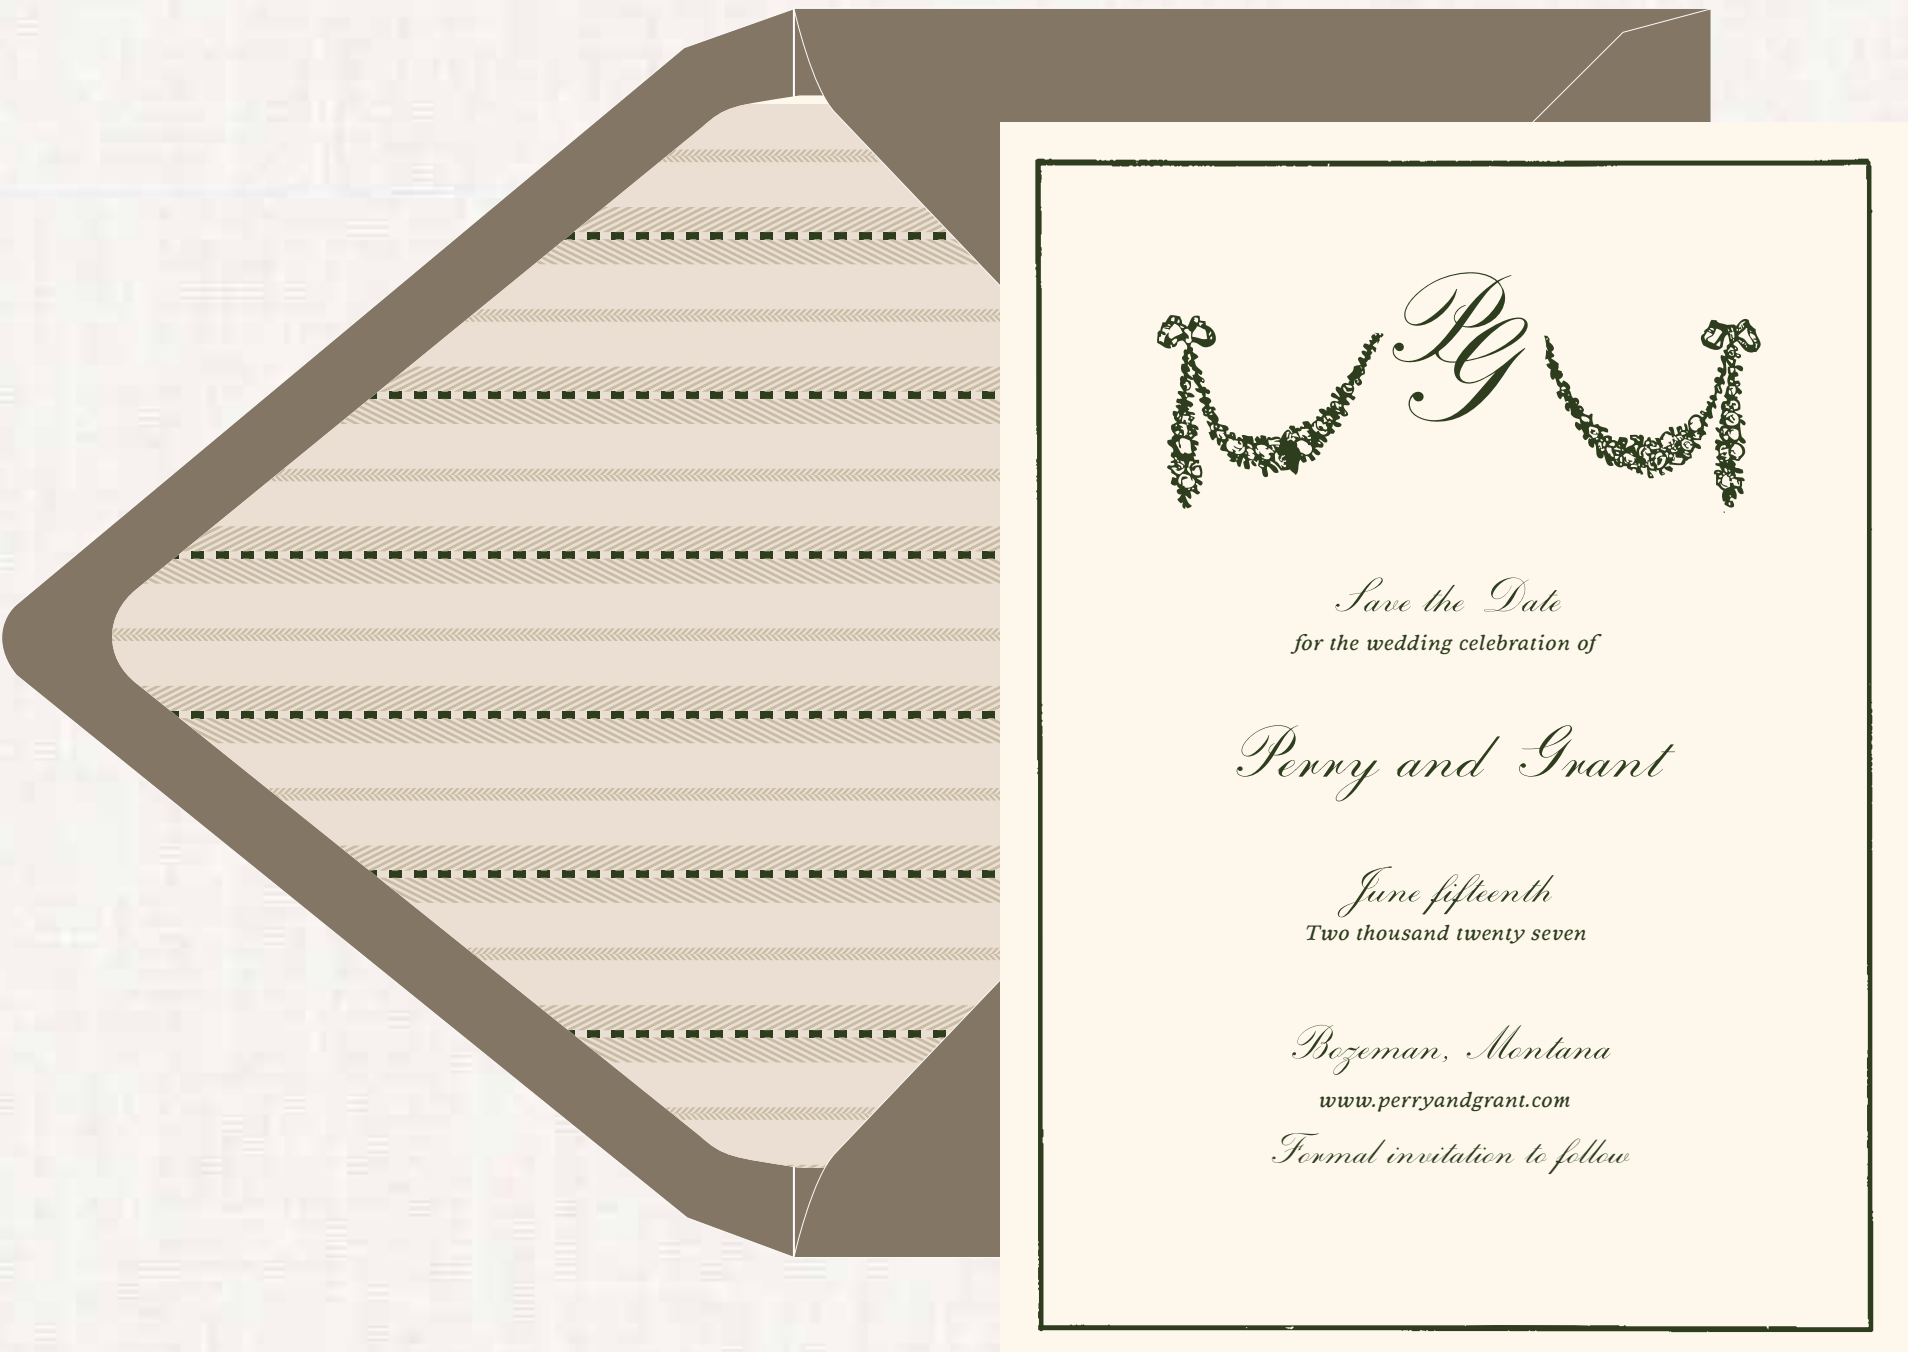 PG
Save the Date
for the wedding celebration of
Perry and Grant
June fifteenth
Two thousand twenty seven
Bozeman, Montana
www.perryandgrant.com
Formal invitation to follow